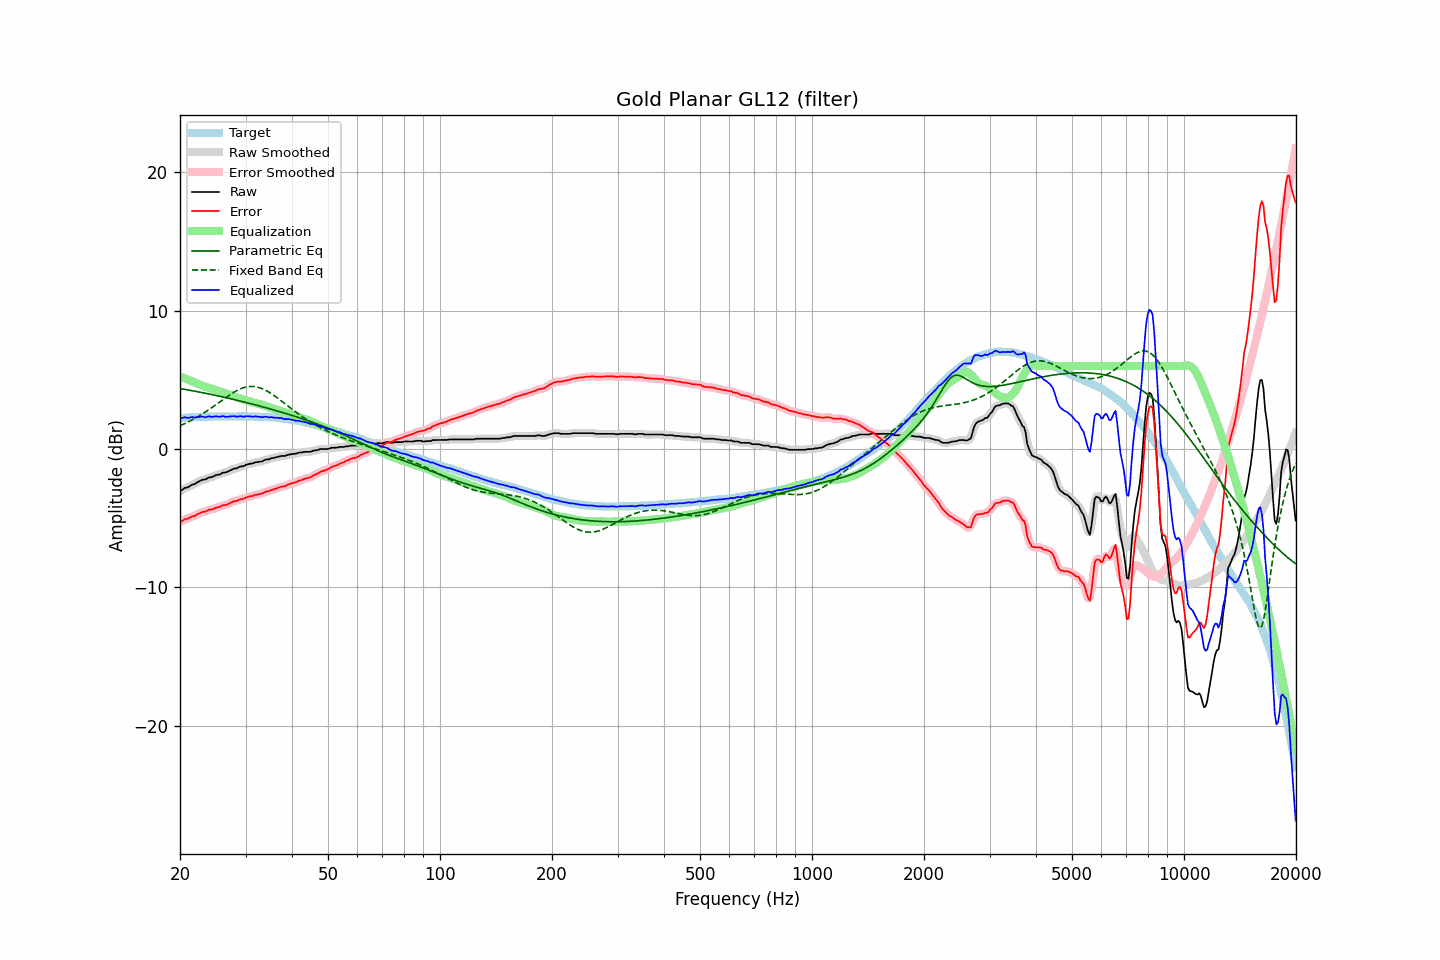 Gold Planar GL12 (filter)
Target
Raw Smoothed
Error Smoothed
Raw
Error
Equalization
Parametric Eq
Fixed Band Eq
Equalized
20
10
0
−10
−20
Amplitude (dBr)
20 50 100 200 500 1000 2000 5000 10000 20000
Frequency (Hz)